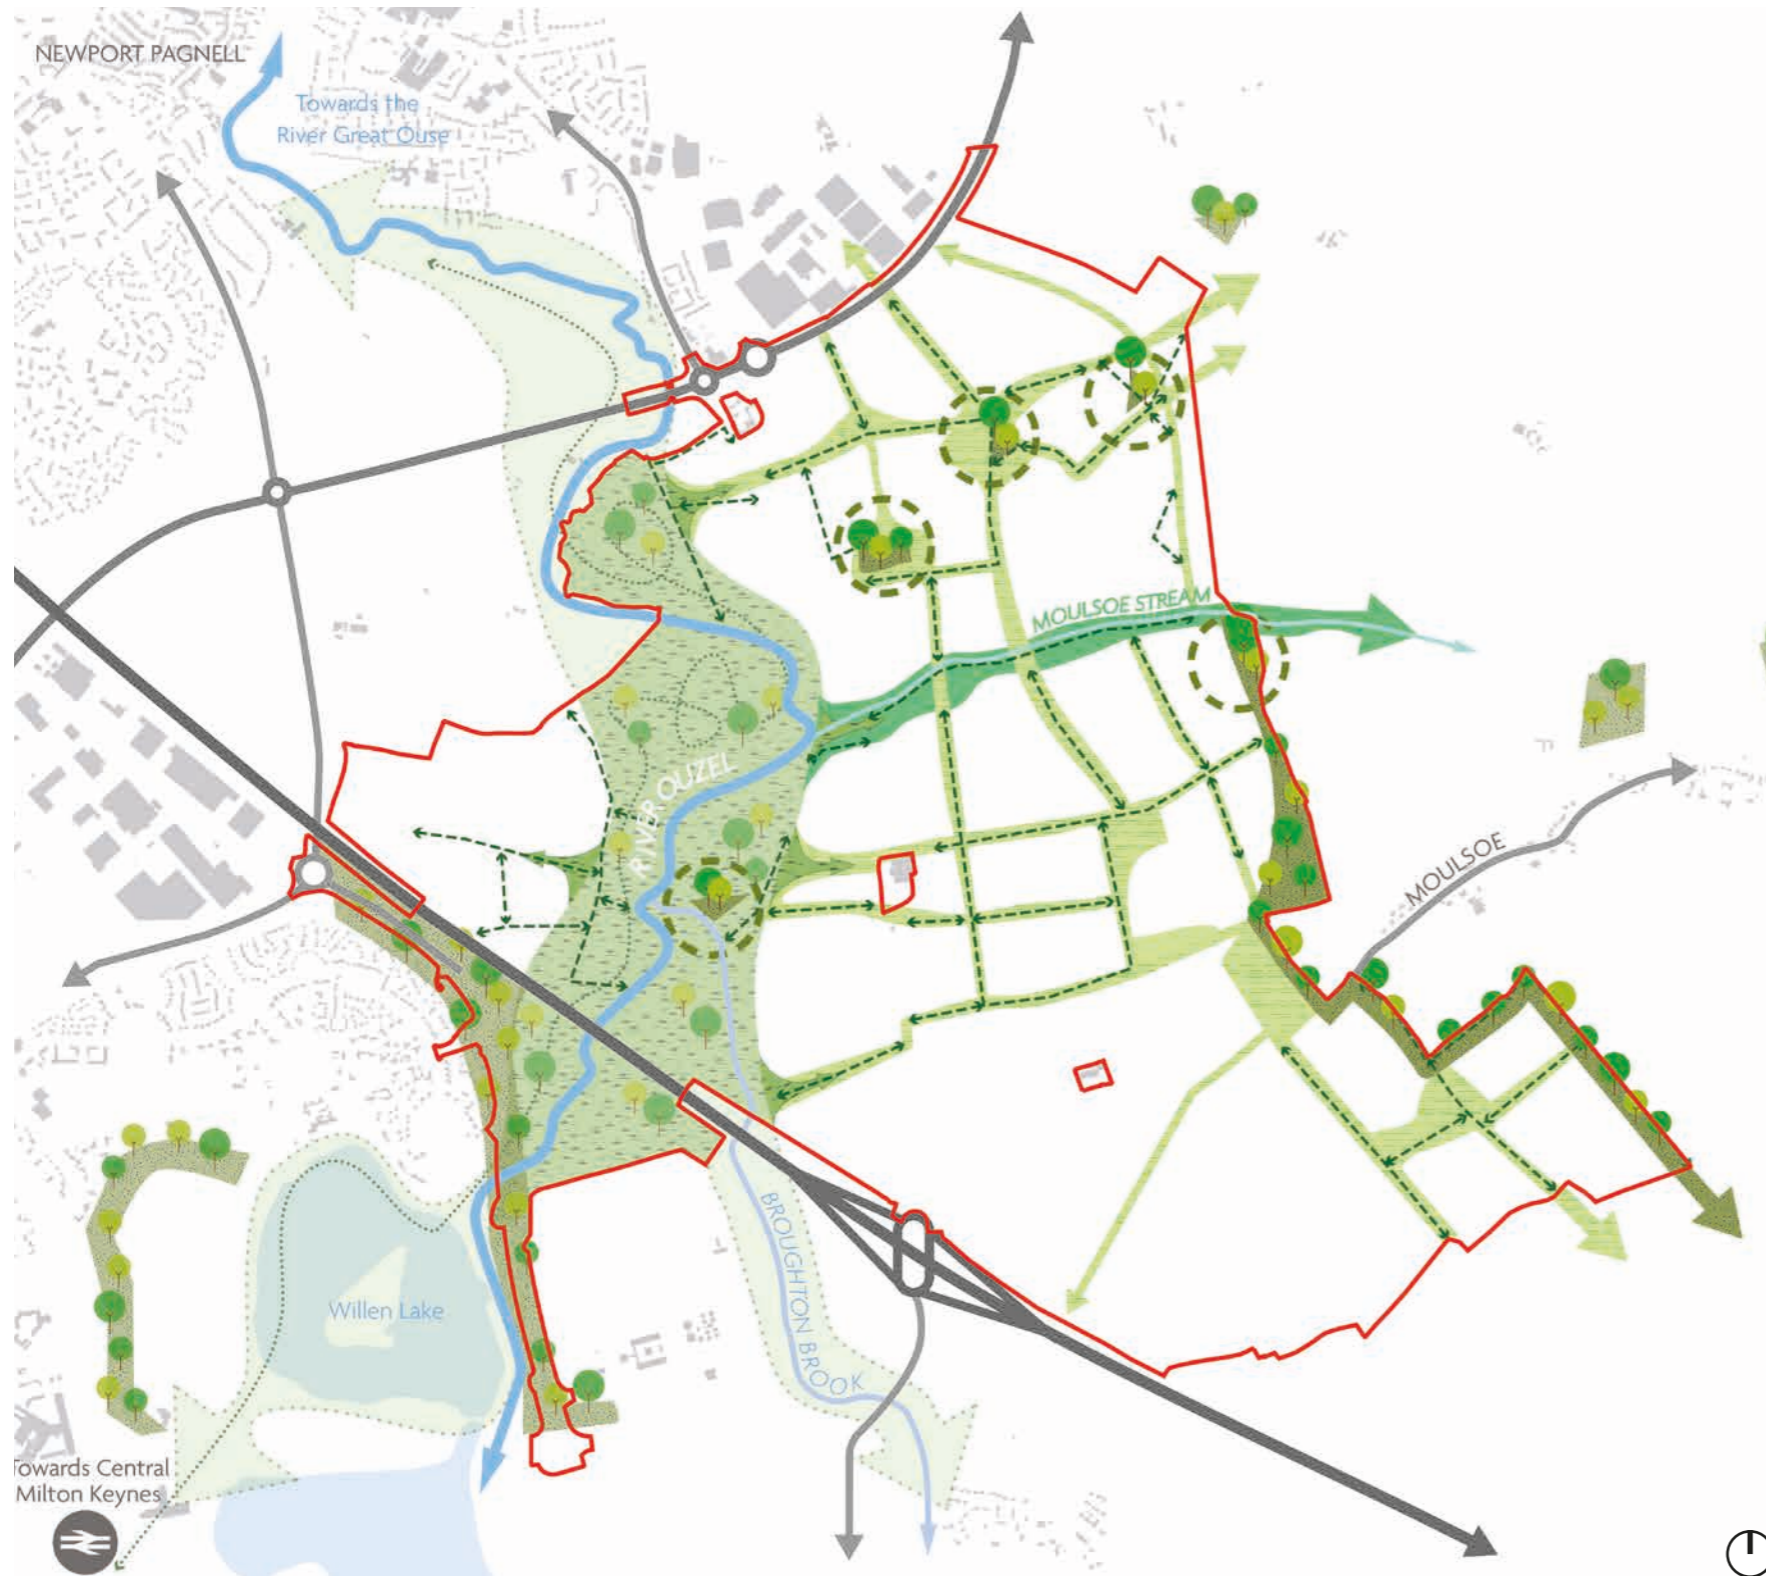 NEWPORT PAGNELL
Towards the
River Great Ouse
MOULSOE STREAM
RIVER OUZEL
MOULSOE
BROUGHTON BROOK
Willen Lake
Towards Central
Milton Keynes